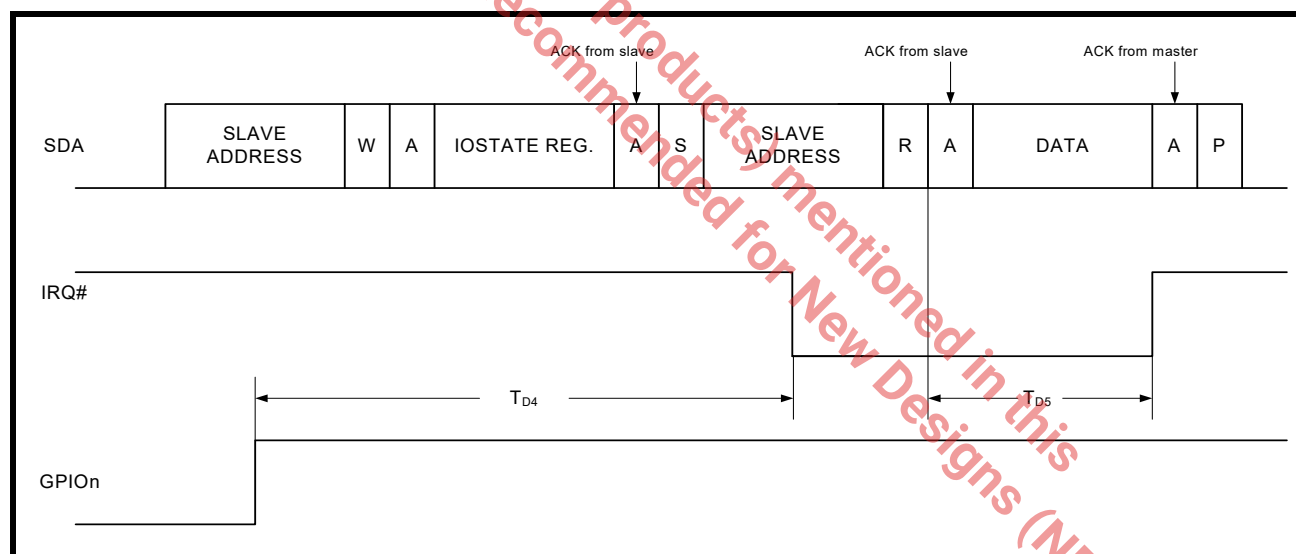 ACK from slave
ACK from slave
ACK from master
SDA
SLAVE
ADDRESS
W
A
IOSTATE REG.
A
S
SLAVE
ADDRESS
R
A
DATA
A
P
IRQ#
TD4
TD5
GPIOn
products) mentioned in this
ecommended for New Designs (N